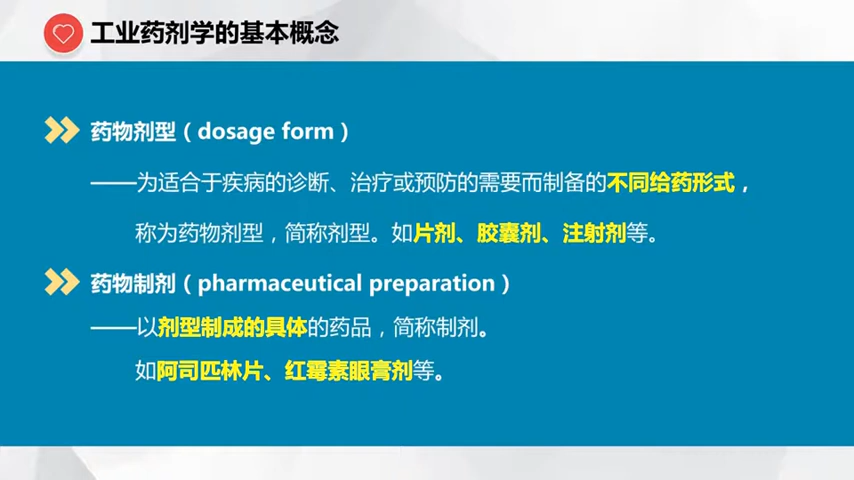 工业药剂学的基本概念
药物剂型（dosage form）
——为适合于疾病的诊断、治疗或预防的需要而制备的不同给药形式，
称为药物剂型，简称剂型。如片剂、胶囊剂、注射剂等。
药物制剂（pharmaceutical preparation）
——以剂型制成的具体的药品，简称制剂。
如阿司匹林片、红霉素眼膏剂等。